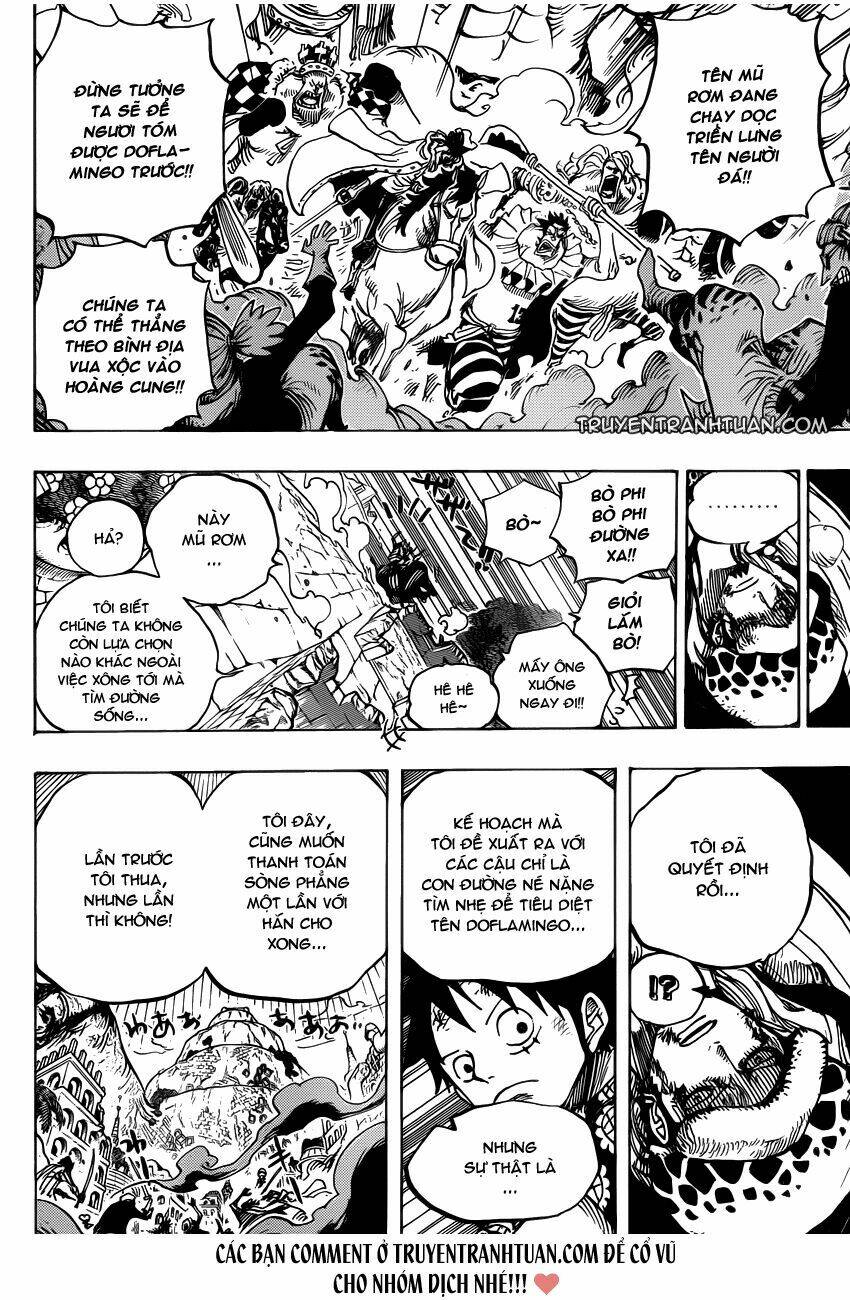 TÊN MŨ
RƠM ĐANG
CHẠY DỌC
TRIỀN LƯNG
TÊN NGƯỜI
ĐÁ!!
ĐỪNG TƯỞNG
TA SẼ ĐỂ
NGƯƠI TÓM
ĐƯỢC DOFLA-
MINGO TRƯỚC!!
CHÚNG TA
CÓ THỂ THẮNG
THEO BÌNH ĐỊA
VUA XỘC VÀO
HOÀNG CUNG!!
TRUYENTRANHTUAN.COM
..........
BÒ PHI
BÒ PHI
ĐƯỜNG
XA!!
GIỎI
LẮM
BÒ!
BÒ~
MẤY ÔNG
XUỐNG
NGAY ĐI!!
HÊ HÊ
HÊ~
NÀY
MŨ RƠM
...
HẢ?
TÔI BIẾT
CHÚNG TA KHÔNG
CÒN LỰA CHỌN
NÀO KHÁC NGOÀI
VIỆC XÔNG TỚI MÀ
TÌM ĐƯỜNG
SỐNG...
TÔI ĐÃ
QUYẾT ĐỊNH
RỒI...
!?
KẾ HOẠCH MÀ
TÔI ĐỀ XUẤT RA VỚI
CÁC CẬU CHỈ LÀ
CON ĐƯỜNG NÉ NẶNG
TÌM NHẸ ĐỂ TIÊU DIỆT
TÊN DOFLAMINGO...
NHƯNG
SỰ THẬT LÀ
...
TÔI ĐÂY,
CŨNG MUỐN
THANH TOÁN
SÒNG PHẲNG
MỘT LẦN VỚI
HẮN CHO
XONG...
LẦN TRƯỚC
TÔI THUA,
NHƯNG LẦN
THÌ KHÔNG!
わああ
あああ
CÁC BẠN COMMENT Ở TRUYENTRANHTUAN.COM ĐỂ CỔ VŨ
CHO NHÓM DỊCH NHÉ!!! ❤